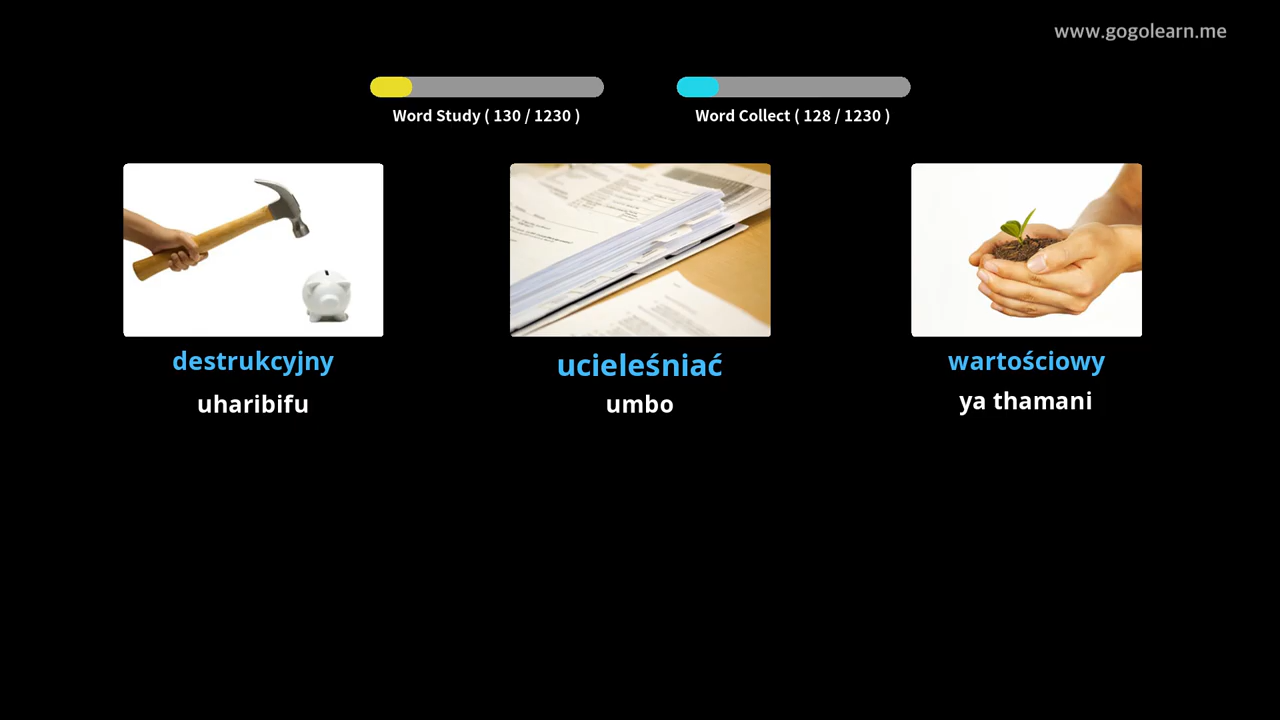 www.gogolearn.me
Word Study ( 130 / 1230 )
Word Collect ( 128 / 1230 )
destrukcyjny
ucieleśniać
wartościowy
uharibifu
umbo
ya thamani